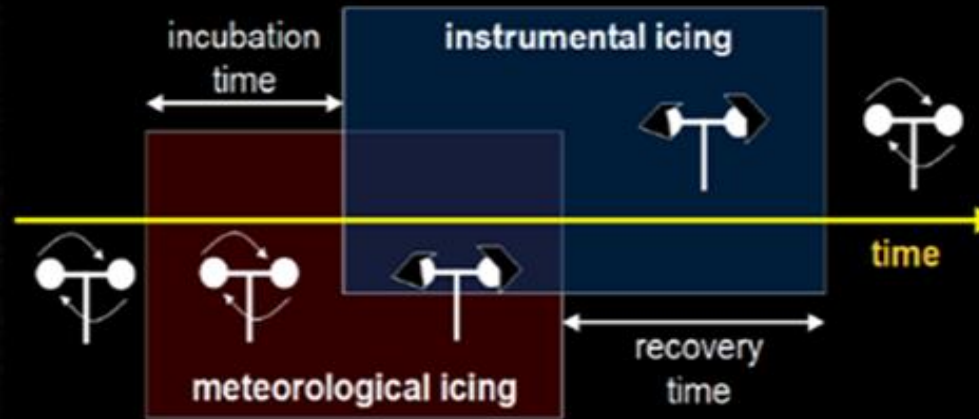 incubation
time
instrumental icing
time
recovery
time
meteorological icing